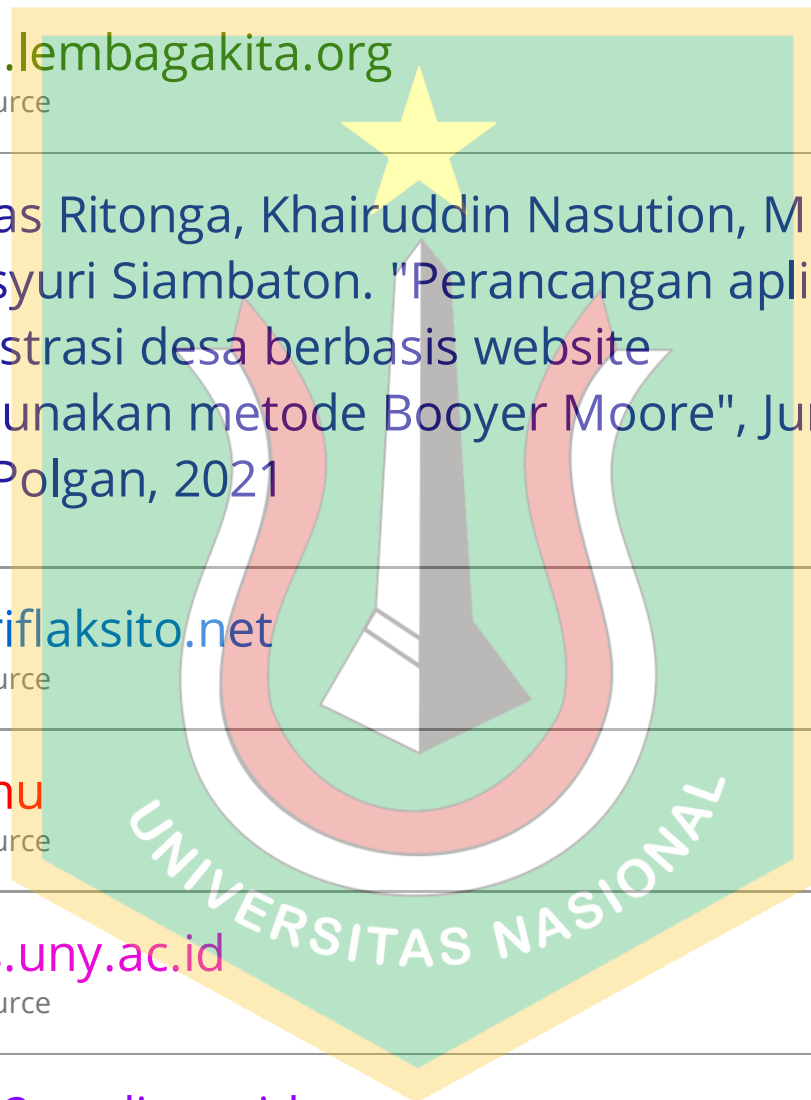 .lembagakita.org
urce
as Ritonga, Khairuddin Nasution, M
syuri Siambaton. "Perancangan apli
strasi desa berbasis website
unakan metode Booyer Moore", Ju
Polgan, 2021
riflaksito.net
urce
nu
urce
.uny.ac.id
urce
UNIVERSITAS NASIONAL